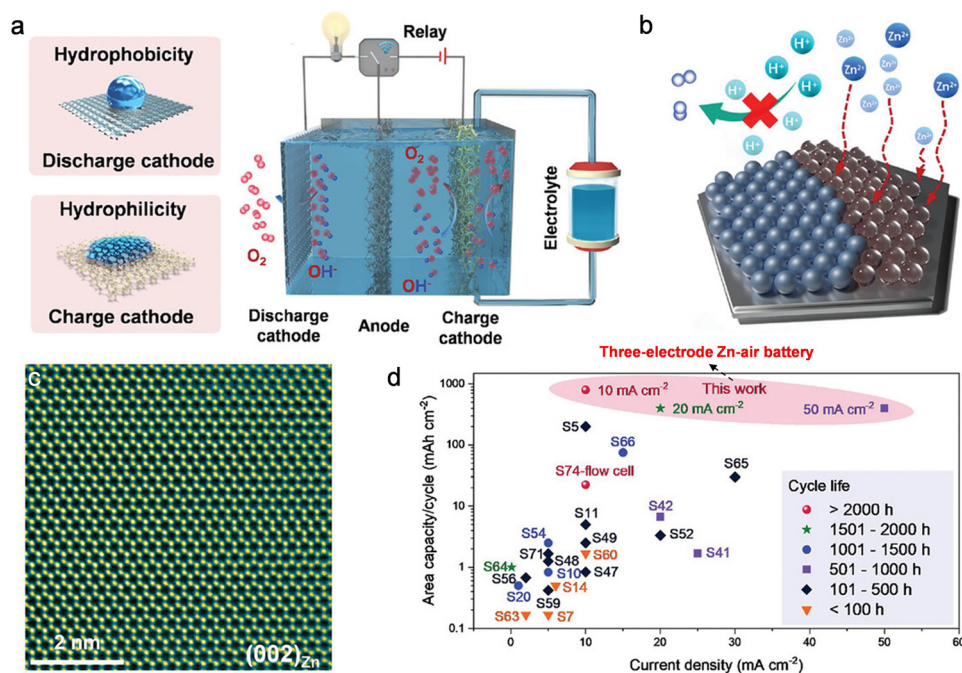 a
Hydrophobicity
Discharge cathode
Hydrophilicity
Charge cathode
Relay
O₂
O₂
OH⁻
OH⁻
Electrolyte
Discharge cathode
Anode
Charge cathode
b
H⁺
H⁺
H⁺
H⁺
H⁺
H⁺
Zn²⁺
Zn²⁺
Zn²⁺
Zn²⁺
Zn²⁺
Zn²⁺
Zn²⁺
c
2 nm
(002)Zn
Three-electrode Zn-air battery
d
Area capacity/cycle (mAh cm⁻²)
1000
100
10
1
0.1
10 mA cm⁻²
This work
20 mA cm⁻²
50 mA cm⁻²
S5
S66
S65
S74-flow cell
S11
S42
S54
S49
S52
S71
S48
S60
S41
S64
S56
S10
S47
S20
S14
S59
S63
S7
Cycle life
> 2000 h
1501 - 2000 h
1001 - 1500 h
501 - 1000 h
101 - 500 h
< 100 h
0
10
20
30
40
50
60
Current density (mA cm⁻²)